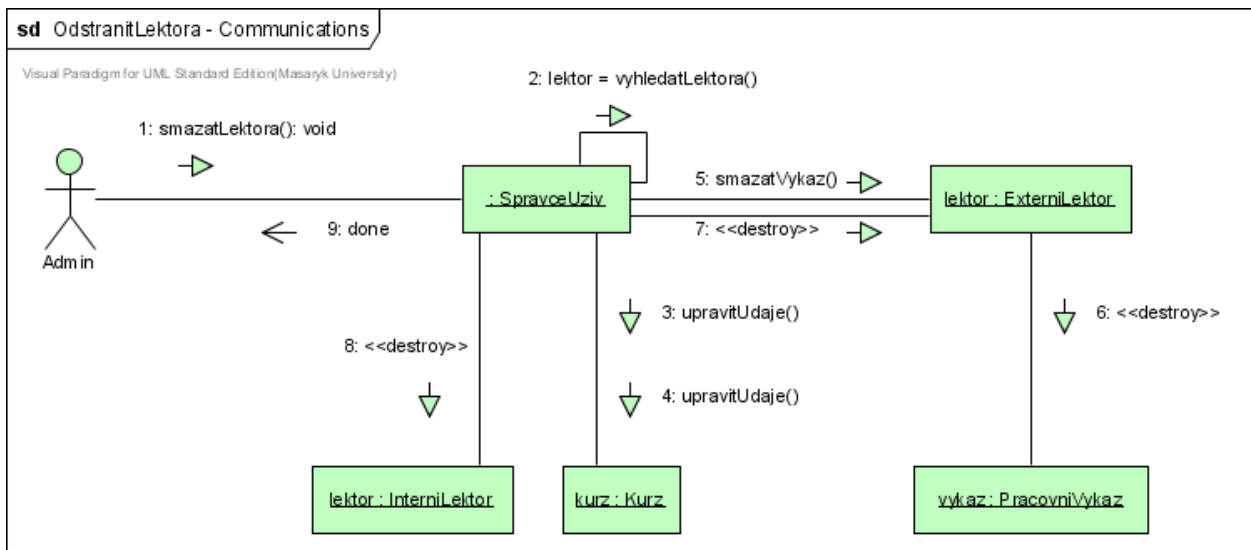 sd OdstranitLektora - Communications
Visual Paradigm for UML Standard Edition(Masaryk University)
2: lektor = vyhledatLektora()
1: smazatLektora(): void
5: smazatVykaz()
: SpravceUziv
lektor : ExterniLektor
9: done
7: <<destroy>>
Admin
3: upravitUdaje()
6: <<destroy>>
8: <<destroy>>
4: upravitUdaje()
lektor : InterniLektor
kurz : Kurz
vykaz : PracovniVykaz